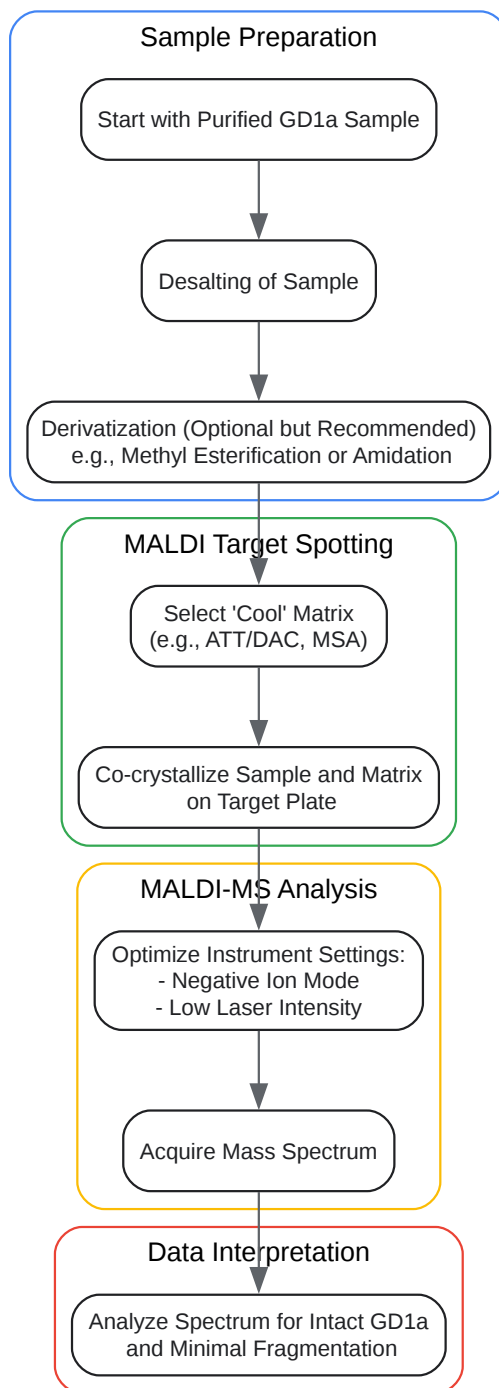 Sample Preparation
Start with Purified GD1a Sample
Desalting of Sample
Derivatization (Optional but Recommended)
e.g., Methyl Esterification or Amidation
MALDI Target Spotting
Select 'Cool' Matrix
(e.g., ATT/DAC, MSA)
Co-crystallize Sample and Matrix
on Target Plate
MALDI-MS Analysis
Optimize Instrument Settings:
- Negative Ion Mode
- Low Laser Intensity
Acquire Mass Spectrum
Data Interpretation
Analyze Spectrum for Intact GD1a
and Minimal Fragmentation